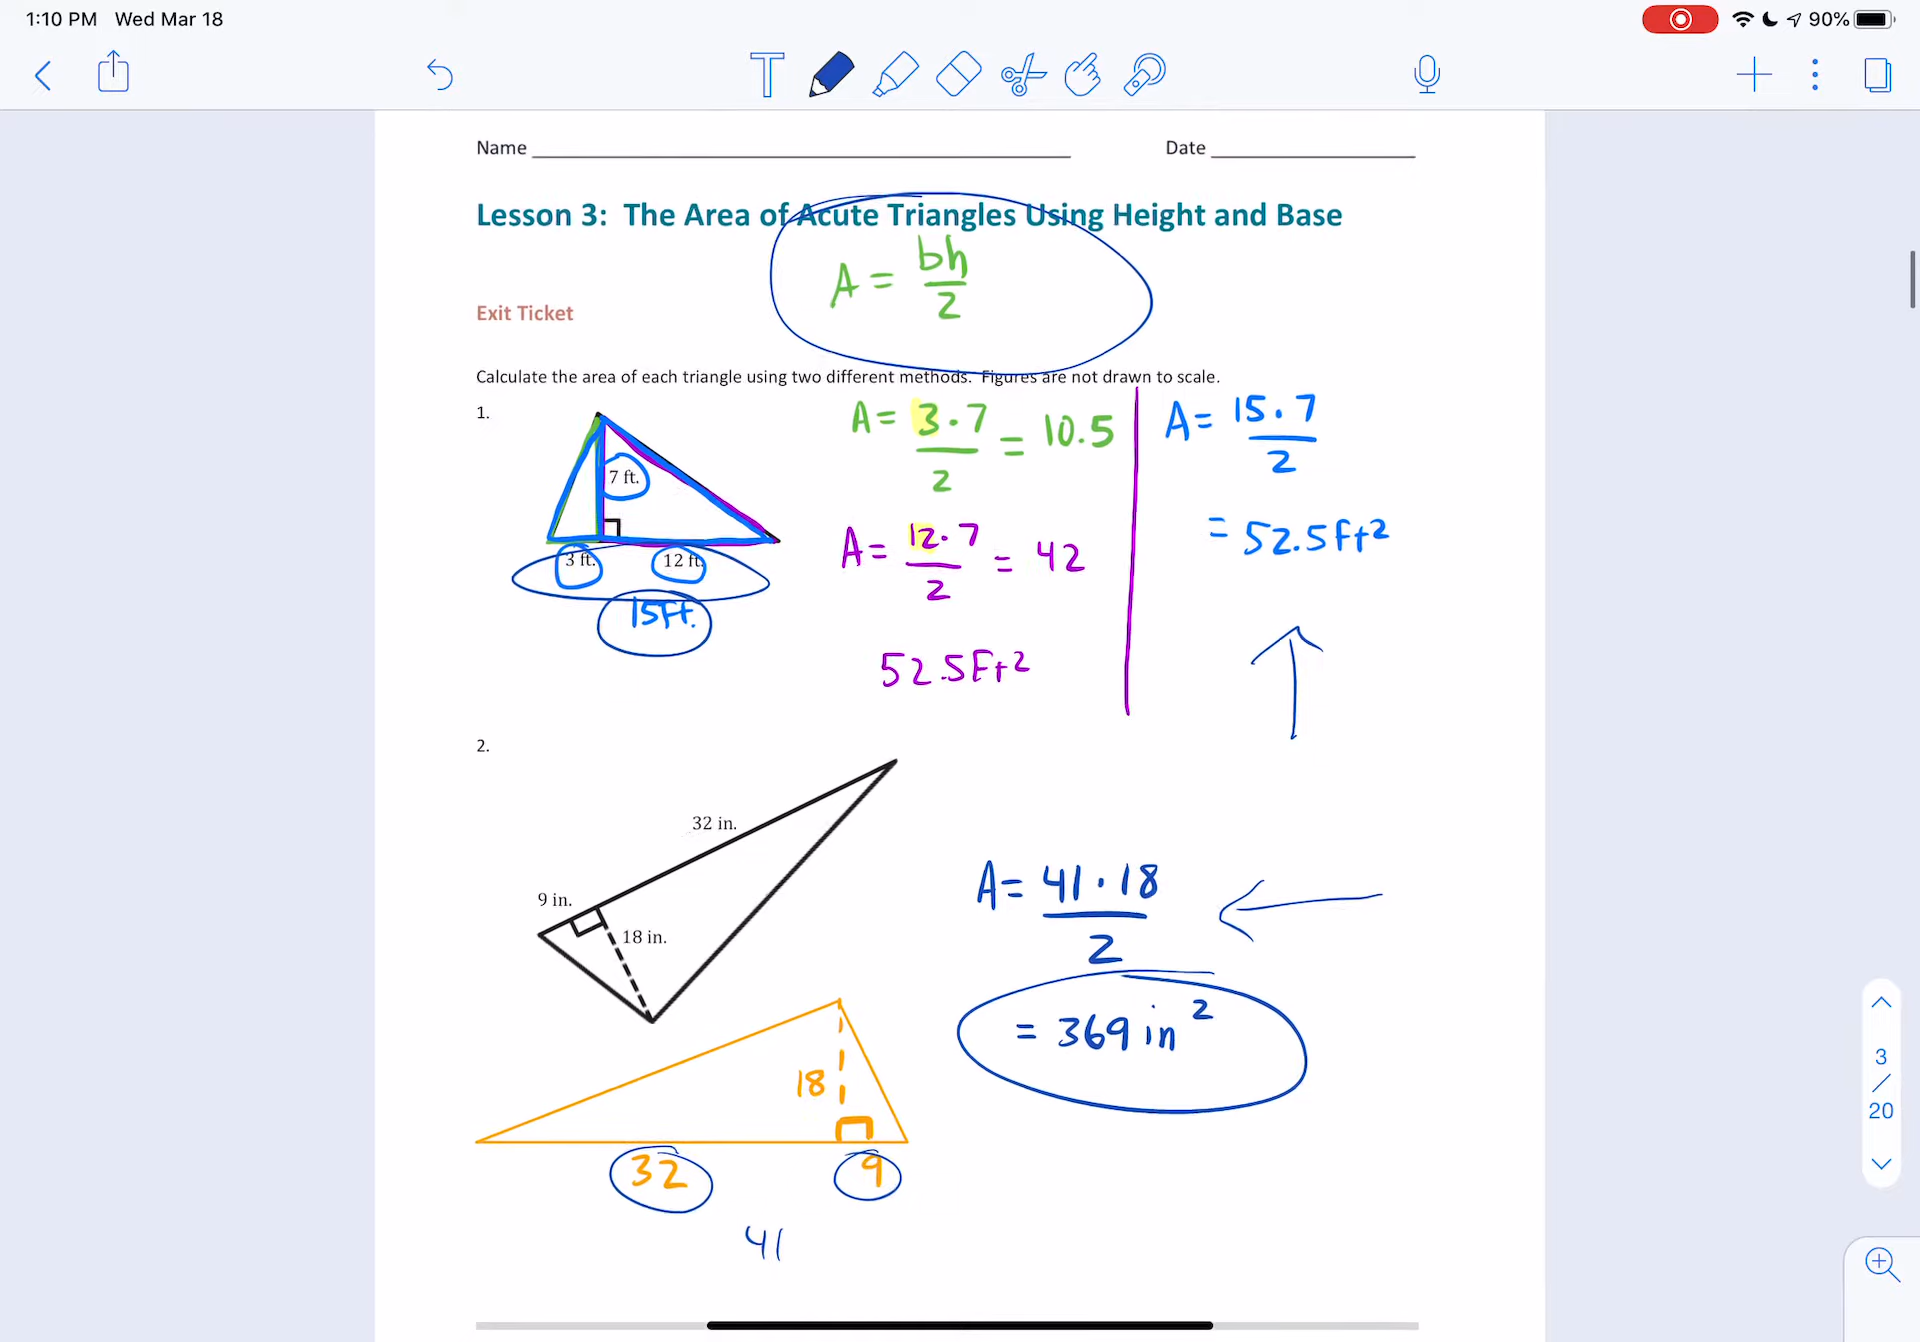 1:10 PM Wed Mar 18
90%
Name
Date
Lesson 3: The Area of Acute Triangles Using Height and Base
A = bh/2
Exit Ticket
Calculate the area of each triangle using two different methods. Figures are not drawn to scale.
1.
7 ft.
3 ft.
12 ft.
15Ft.
A = 3·7/2 = 10.5
A = 12·7/2 = 42
52.5Ft²
A = 15·7/2
= 52.5ft²
2.
32 in.
9 in.
18 in.
A = 41·18/2
= 369 in²
18
32
9
41
3
/
20